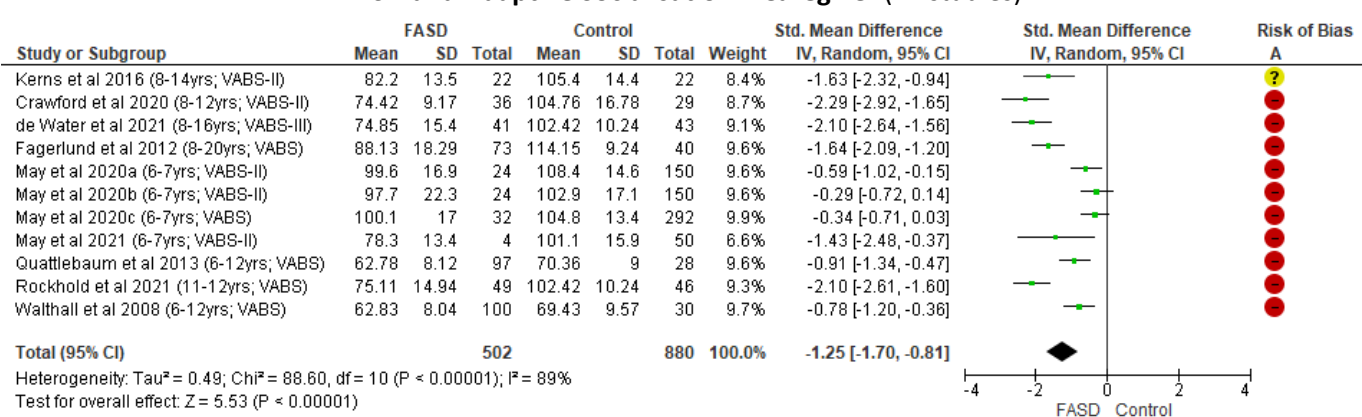 FASD Control Std. Mean Difference Std. Mean Difference Risk of Bias
Study or Subgroup Mean SD Total Mean SD Total Weight IV, Random, 95% CI IV, Random, 95% CI A
Kerns et al 2016 (8-14yrs; VABS-II) 82.2 13.5 22 105.4 14.4 22 8.4% -1.63 [-2.32, -0.94] ?
Crawford et al 2020 (8-12yrs; VABS-II) 74.42 9.17 36 104.76 16.78 29 8.7% -2.29 [-2.92, -1.65] -
de Water et al 2021 (8-16yrs; VABS-III) 74.85 15.4 41 102.42 10.24 43 9.1% -2.10 [-2.64, -1.56] -
Fagerlund et al 2012 (8-20yrs; VABS) 88.13 18.29 73 114.15 9.24 40 9.6% -1.64 [-2.09, -1.20] -
May et al 2020a (6-7yrs; VABS-II) 99.6 16.9 24 108.4 14.6 150 9.6% -0.59 [-1.02, -0.15] -
May et al 2020b (6-7yrs; VABS-II) 97.7 22.3 24 102.9 17.1 150 9.6% -0.29 [-0.72, 0.14] -
May et al 2020c (6-7yrs; VABS) 100.1 17 32 104.8 13.4 292 9.9% -0.34 [-0.71, 0.03] -
May et al 2021 (6-7yrs; VABS-II) 78.3 13.4 4 101.1 15.9 50 6.6% -1.43 [-2.48, -0.37] -
Quattlebaum et al 2013 (6-12yrs; VABS) 62.78 8.12 97 70.36 9 28 9.6% -0.91 [-1.34, -0.47] -
Rockhold et al 2021 (11-12yrs; VABS) 75.11 14.94 49 102.42 10.24 46 9.3% -2.10 [-2.61, -1.60] -
Walthall et al 2008 (6-12yrs; VABS) 62.83 8.04 100 69.43 9.57 30 9.7% -0.78 [-1.20, -0.36] -
Total (95% CI) 502 880 100.0% -1.25 [-1.70, -0.81]
Heterogeneity: Tau² = 0.49; Chi² = 88.60, df = 10 (P < 0.00001); I² = 89%
Test for overall effect: Z = 5.53 (P < 0.00001)
-4 -2 0 2 4
FASD Control